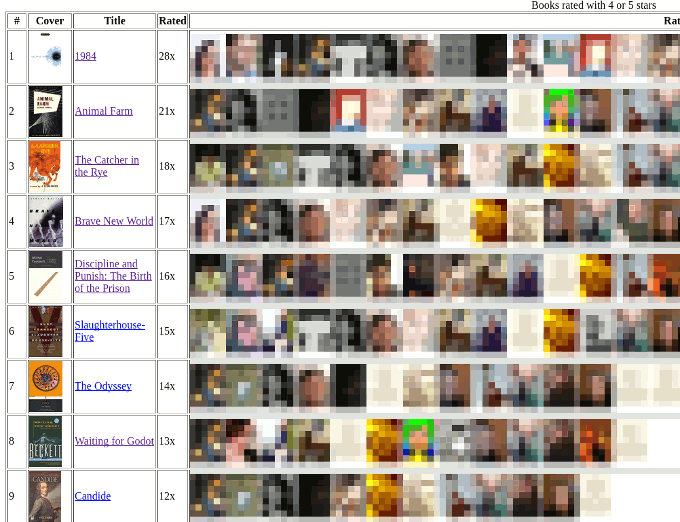 Books rated with 4 or 5 stars
# Cover Title Rated Rat
1 1984 28x
2 Animal Farm 21x
3 The Catcher in
the Rye 18x
4 Brave New World 17x
5 Discipline and
Punish: The Birth
of the Prison 16x
6 Slaughterhouse-
Five 15x
7 The Odyssey 14x
8 Waiting for Godot 13x
BECKETT
9 Candide 12x
CANDIDE